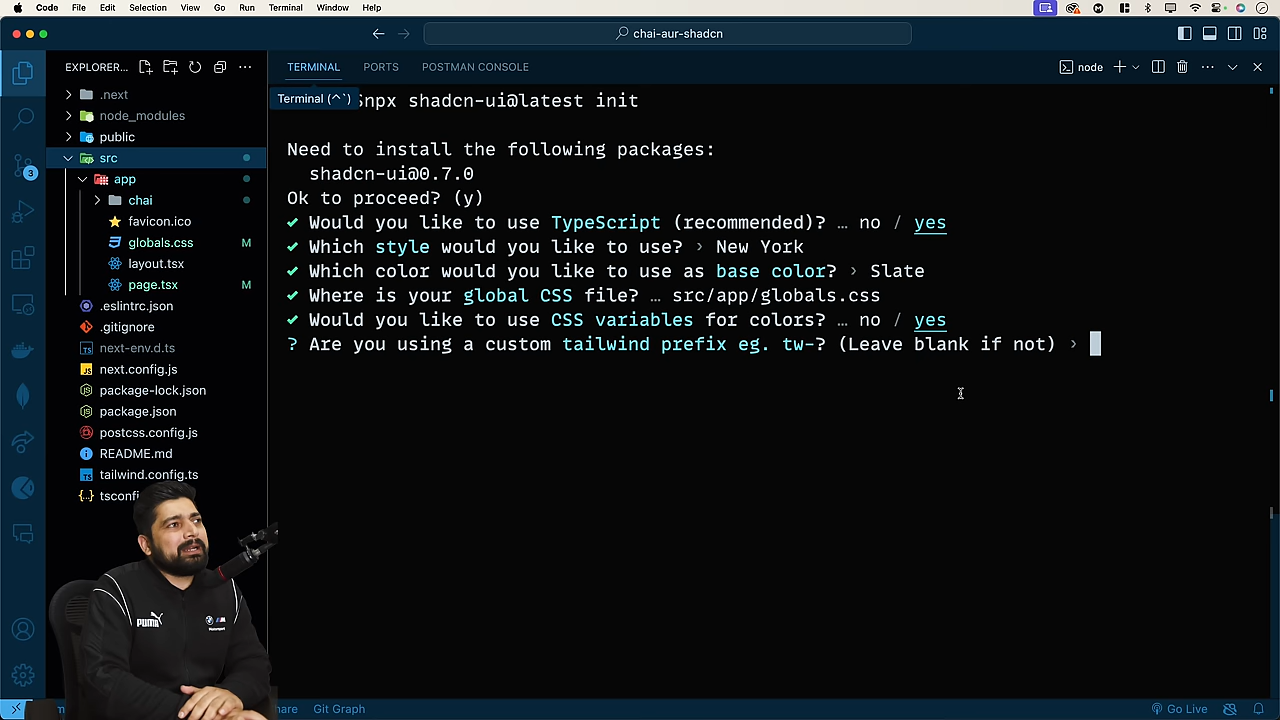 Code File Edit Selection View Go Run Terminal Window Help
chai-aur-shadcn
EXPLORER...
TERMINAL PORTS POSTMAN CONSOLE
node
Terminal (^`)
npx shadcn-ui@latest init
.next
node_modules
public
src
app
chai
favicon.ico
globals.css M
layout.tsx
page.tsx M
.eslintrc.json
.gitignore
next-env.d.ts
next.config.js
package-lock.json
package.json
postcss.config.js
README.md
tailwind.config.ts
tsconfi
3
Need to install the following packages:
shadcn-ui@0.7.0
Ok to proceed? (y)
✔ Would you like to use TypeScript (recommended)? … no / yes
✔ Which style would you like to use? › New York
✔ Which color would you like to use as base color? › Slate
✔ Where is your global CSS file? … src/app/globals.css
✔ Would you like to use CSS variables for colors? … no / yes
? Are you using a custom tailwind prefix eg. tw-? (Leave blank if not) ›
PUMA
hare Git Graph
Go Live